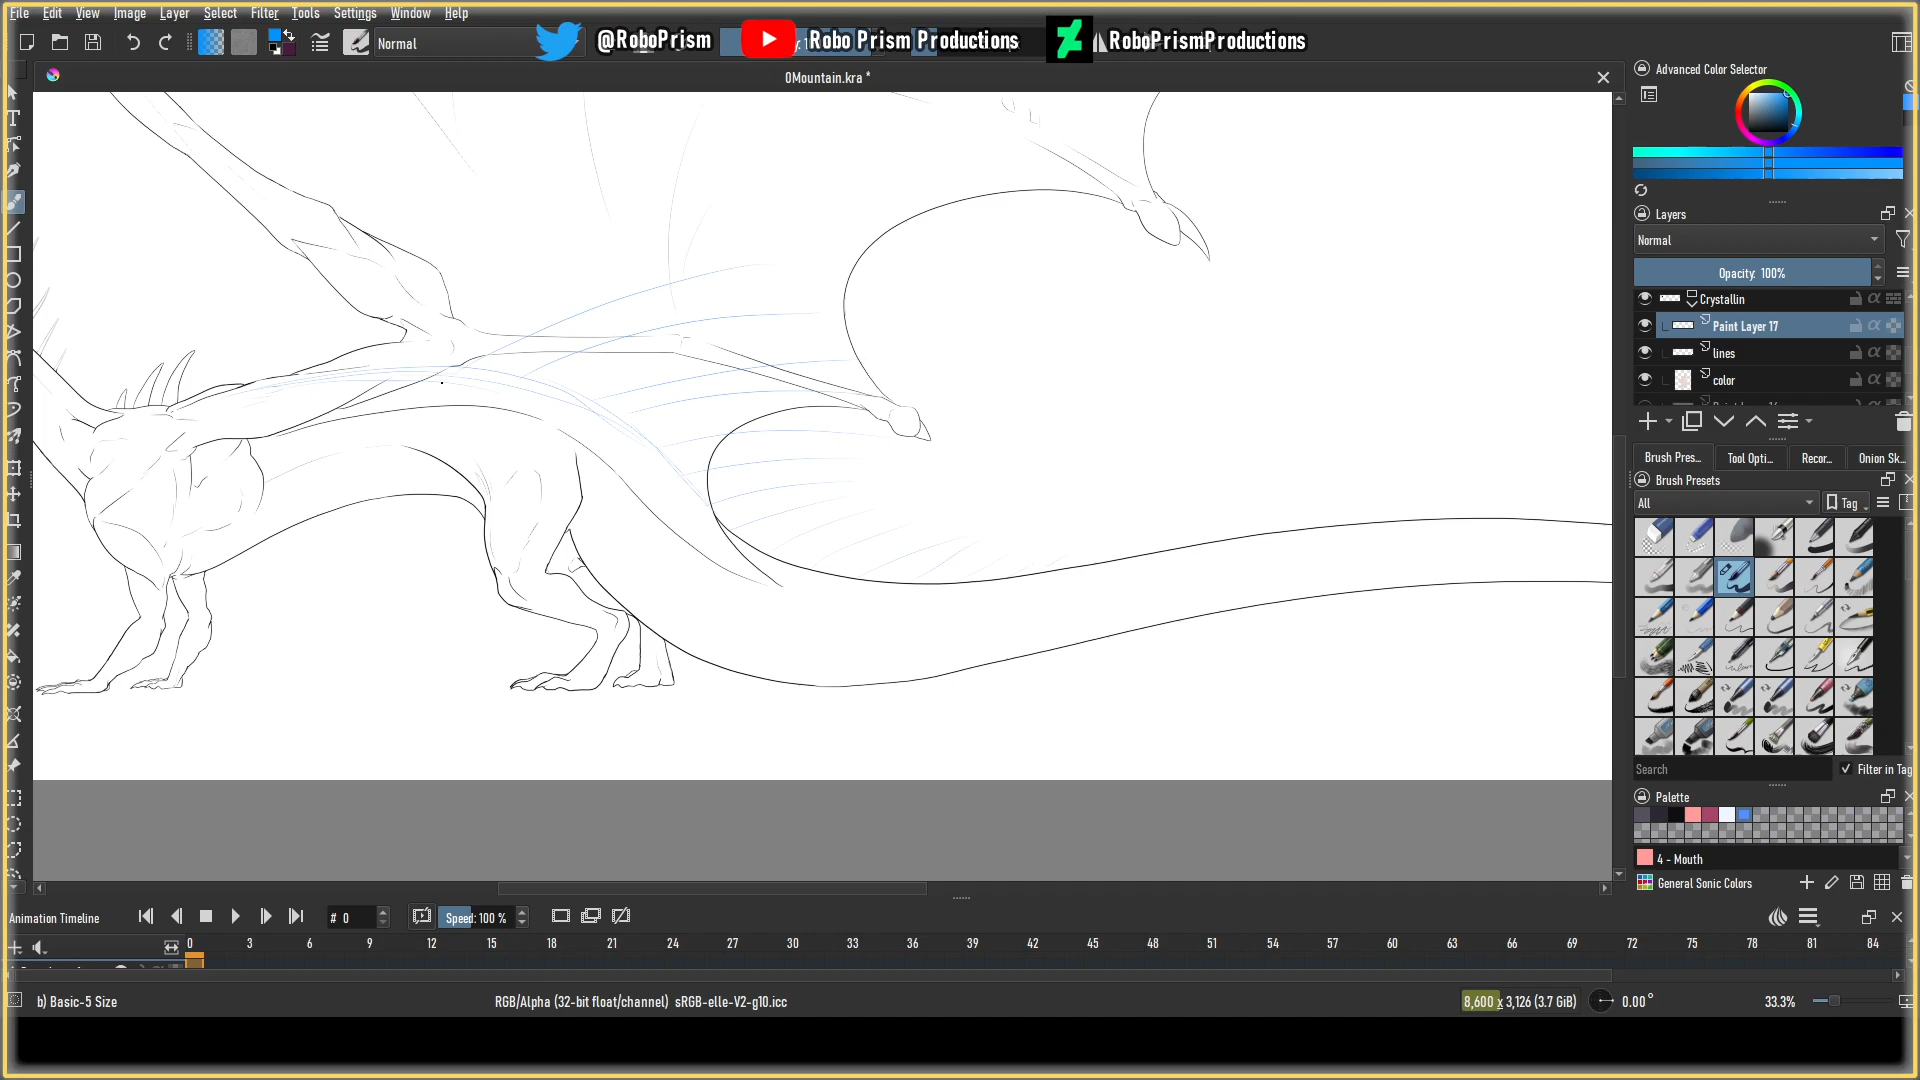 File Edit View Image Layer Select Filter Tools Settings Window Help
Normal
@RoboPrism Robo Prism Productions RoboPrismProductions
0Mountain.kra *
Advanced Color Selector
Layers
Normal
Opacity: 100%
Crystallin
Paint Layer 17
lines
color
Brush Pres... Tool Opti... Recor... Onion Sk...
Brush Presets
All Tag
Search Filter in Tag
Palette
4 - Mouth
General Sonic Colors
Animation Timeline # 0 Speed: 100 %
0 3 6 9 12 15 18 21 24 27 30 33 36 39 42 45 48 51 54 57 60 63 66 69 72 75 78 81 84
b) Basic-5 Size RGB/Alpha (32-bit float/channel) sRGB-elle-V2-g10.icc 8,600 x 3,126 (3.7 GiB) 0.00° 33.3%